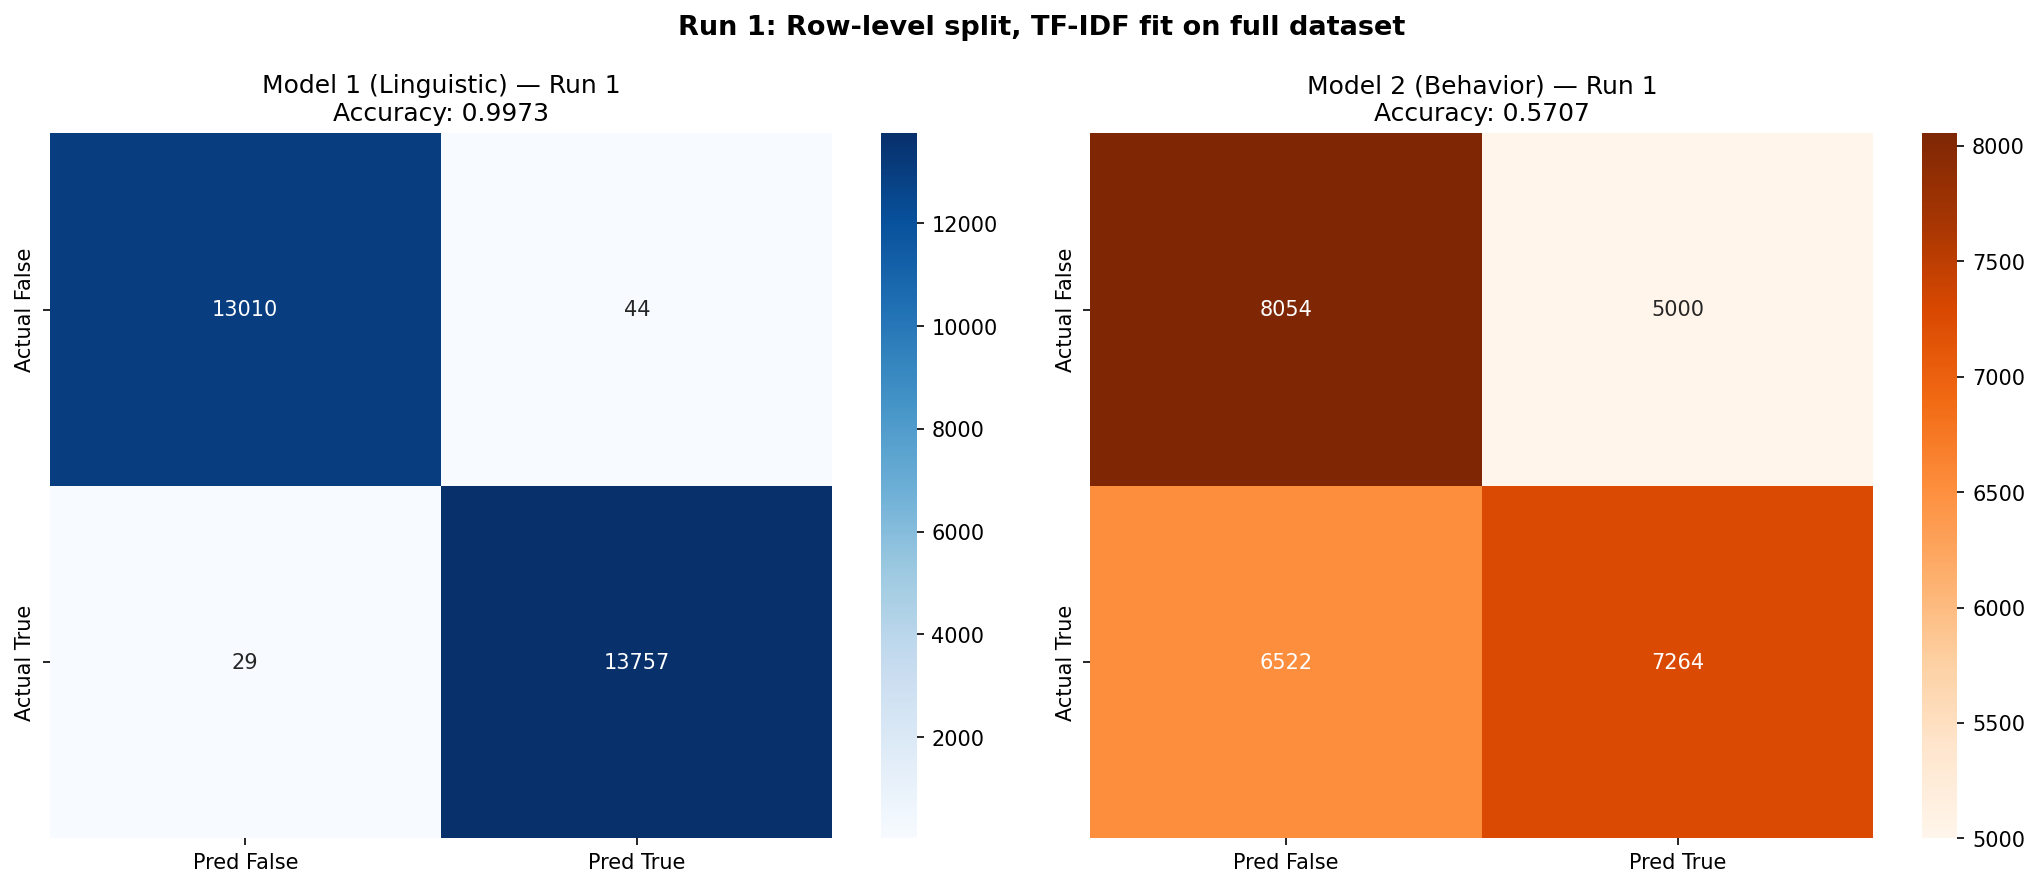 Run 1: Row-level split, TF-IDF fit on full dataset
Model 1 (Linguistic) — Run 1
Accuracy: 0.9973
Actual False
Actual True
13010
44
29
13757
Pred False
Pred True
12000
10000
8000
6000
4000
2000
Model 2 (Behavior) — Run 1
Accuracy: 0.5707
Actual False
Actual True
8054
5000
6522
7264
Pred False
Pred True
8000
7500
7000
6500
6000
5500
5000